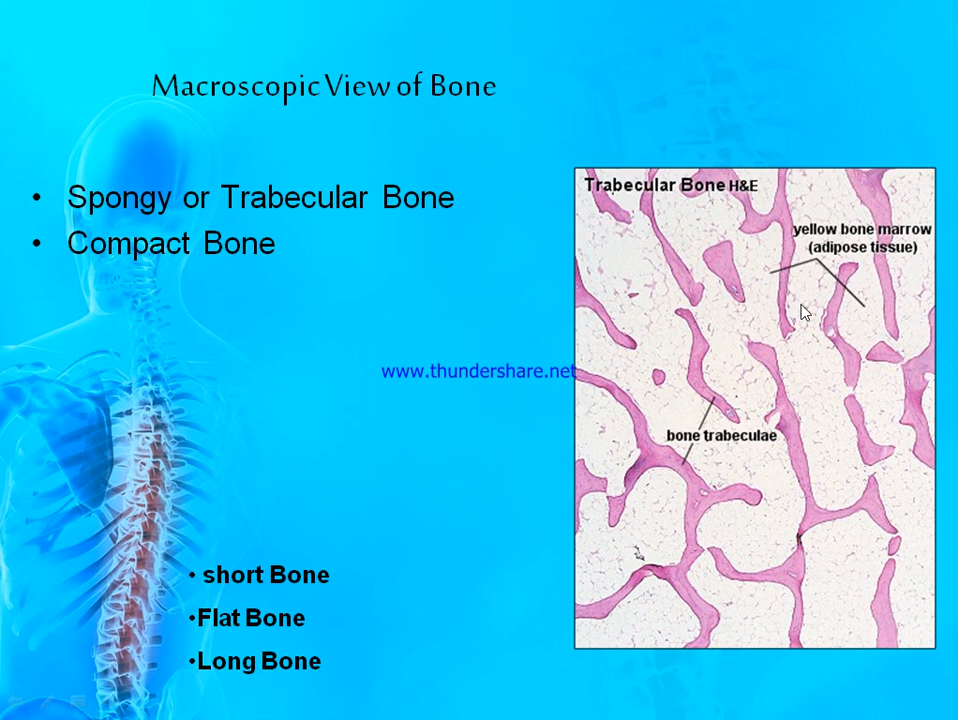 Macroscopic View of Bone
• Spongy or Trabecular Bone
• Compact Bone
Trabecular Bone H&E
yellow bone marrow
(adipose tissue)
www.thundershare.net
bone trabeculae
• short Bone
•Flat Bone
•Long Bone